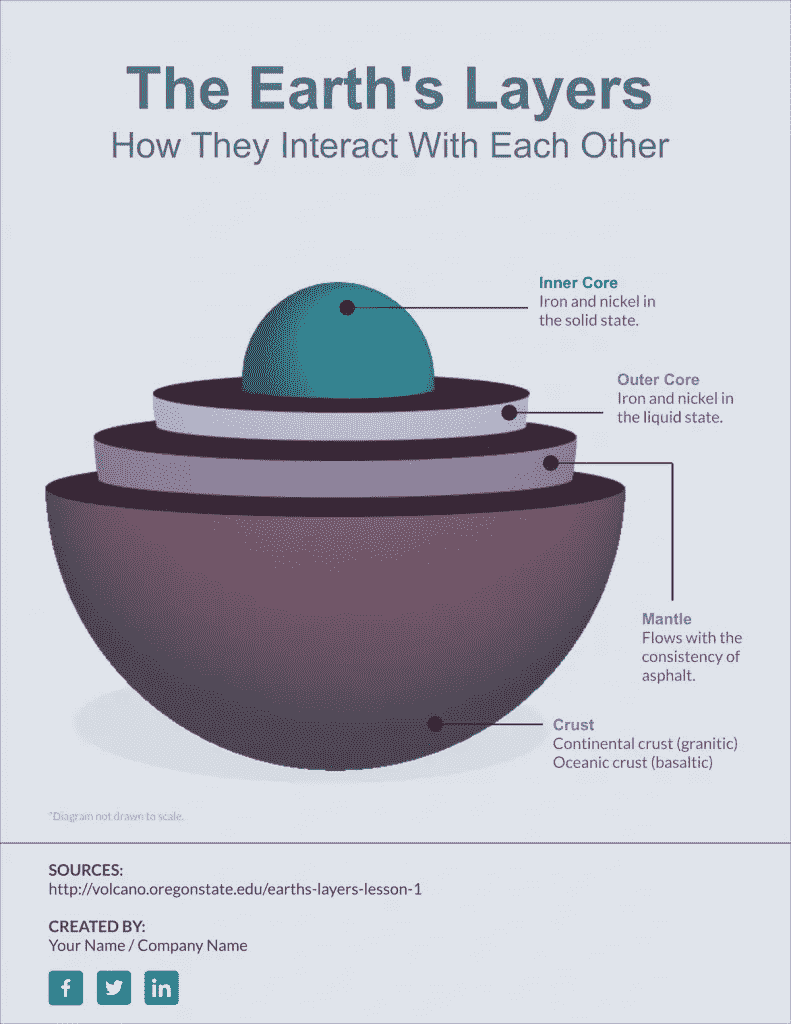 The Earth's Layers
How They Interact With Each Other
Inner Core
Iron and nickel in
the solid state.
Outer Core
Iron and nickel in
the liquid state.
Mantle
Flows with the
consistency of
asphalt.
Crust
Continental crust (granitic)
Oceanic crust (basaltic)
*Diagram not drawn to scale.
SOURCES:
http://volcano.oregonstate.edu/earths-layers-lesson-1
CREATED BY:
Your Name / Company Name